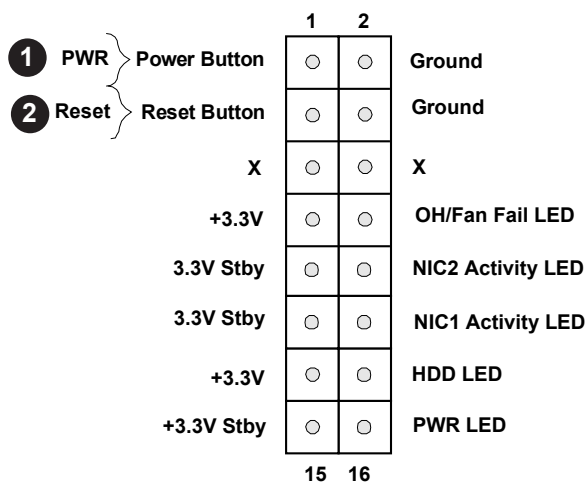 1 2
1 PWR Power Button Ground
2 Reset Reset Button Ground
X X
+3.3V OH/Fan Fail LED
3.3V Stby NIC2 Activity LED
3.3V Stby NIC1 Activity LED
+3.3V HDD LED
+3.3V Stby PWR LED
15 16